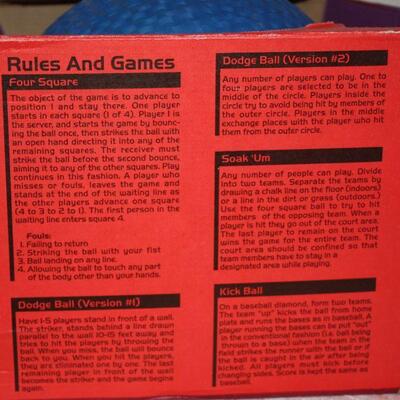 Rules And Games
Four Square
The object of the game is to advance to
position 1 and stay there. One player
starts in each square (1 of 4). Player 1 is
the server, and starts the game by bounc-
ing the ball once, then strikes the ball with
an open hand directing it into any of the
remaining squares. The receiver must
strike the ball before the second bounce,
aiming it to any of the other squares. Play
continues in this fashion. A player who
misses or fouls, leaves the game and
stands at the end of the waiting line as
the other players advance one square
(4 to 3 to 2 to 1). The first person in the
waiting line enters square 4.
Fouls:
1. Failing to return
2. Striking the ball with your fist
3. Ball landing on any line.
4. Allowing the ball to touch any part
of the body other than your hands.
Dodge Ball (Version #1)
Have 1-5 players stand in front of a wall.
The striker, stands behind a line drawn
parallel to the wall 10-15 feet away and
tries to hit the players by throwing the
ball. When you miss, the ball will bounce
back to you. When you hit the players,
they are eliminated one by one. The last
remaining player in front of the wall
becomes the striker and the game begins
again.
Dodge Ball (Version #2)
Any number of players can play. One to
four players are selected to be in the
middle of the circle. Players inside the
circle try to avoid being hit by members of
the outer circle. Players in the middle
exchange places with the player who hit
them from the outer circle.
Soak 'Um
Any number of people can play. Divide
into two teams. Separate the teams by
drawing a chalk line on the floor (indoors)
or a line in the dirt or grass (outdoors.)
Use the four square ball to try to hit
members of the opposing team. When a
player is hit they go out of the court area.
The last player to remain on the court
wins the game for the entire team. The
court area should be confined so that
team members have to stay in a
designated area while playing.
Kick Ball
On a baseball diamond, form two teams.
The team "up" kicks the ball from home
plate and runs the bases as in baseball. A
player running the bases can be put "out"
in the conventional fashion (i.e. ball being
thrown to a base) when the team in the
field strikes the runner with the ball or if
the ball is caught in the air after being
kicked. All players must kick before
changing sides. Score is kept the same as
baseball.